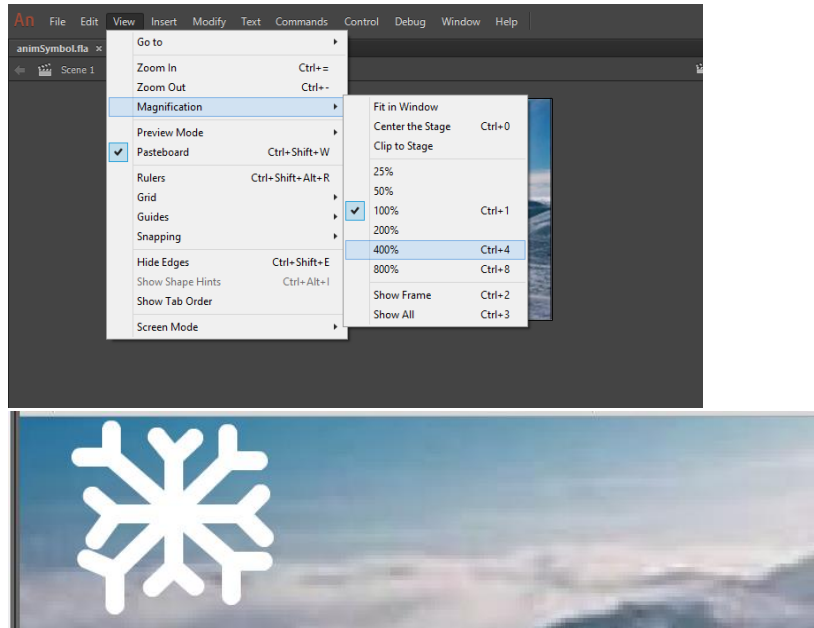 An File Edit View Insert Modify Text Commands Control Debug Window Help
animSymbol.fla ×
Scene 1
Go to
Zoom In Ctrl+=
Zoom Out Ctrl+-
Magnification
Preview Mode
Pasteboard Ctrl+Shift+W
Rulers Ctrl+Shift+Alt+R
Grid
Guides
Snapping
Hide Edges Ctrl+Shift+E
Show Shape Hints Ctrl+Alt+I
Show Tab Order
Screen Mode
Fit in Window
Center the Stage Ctrl+0
Clip to Stage
25%
50%
100% Ctrl+1
200%
400% Ctrl+4
800% Ctrl+8
Show Frame Ctrl+2
Show All Ctrl+3